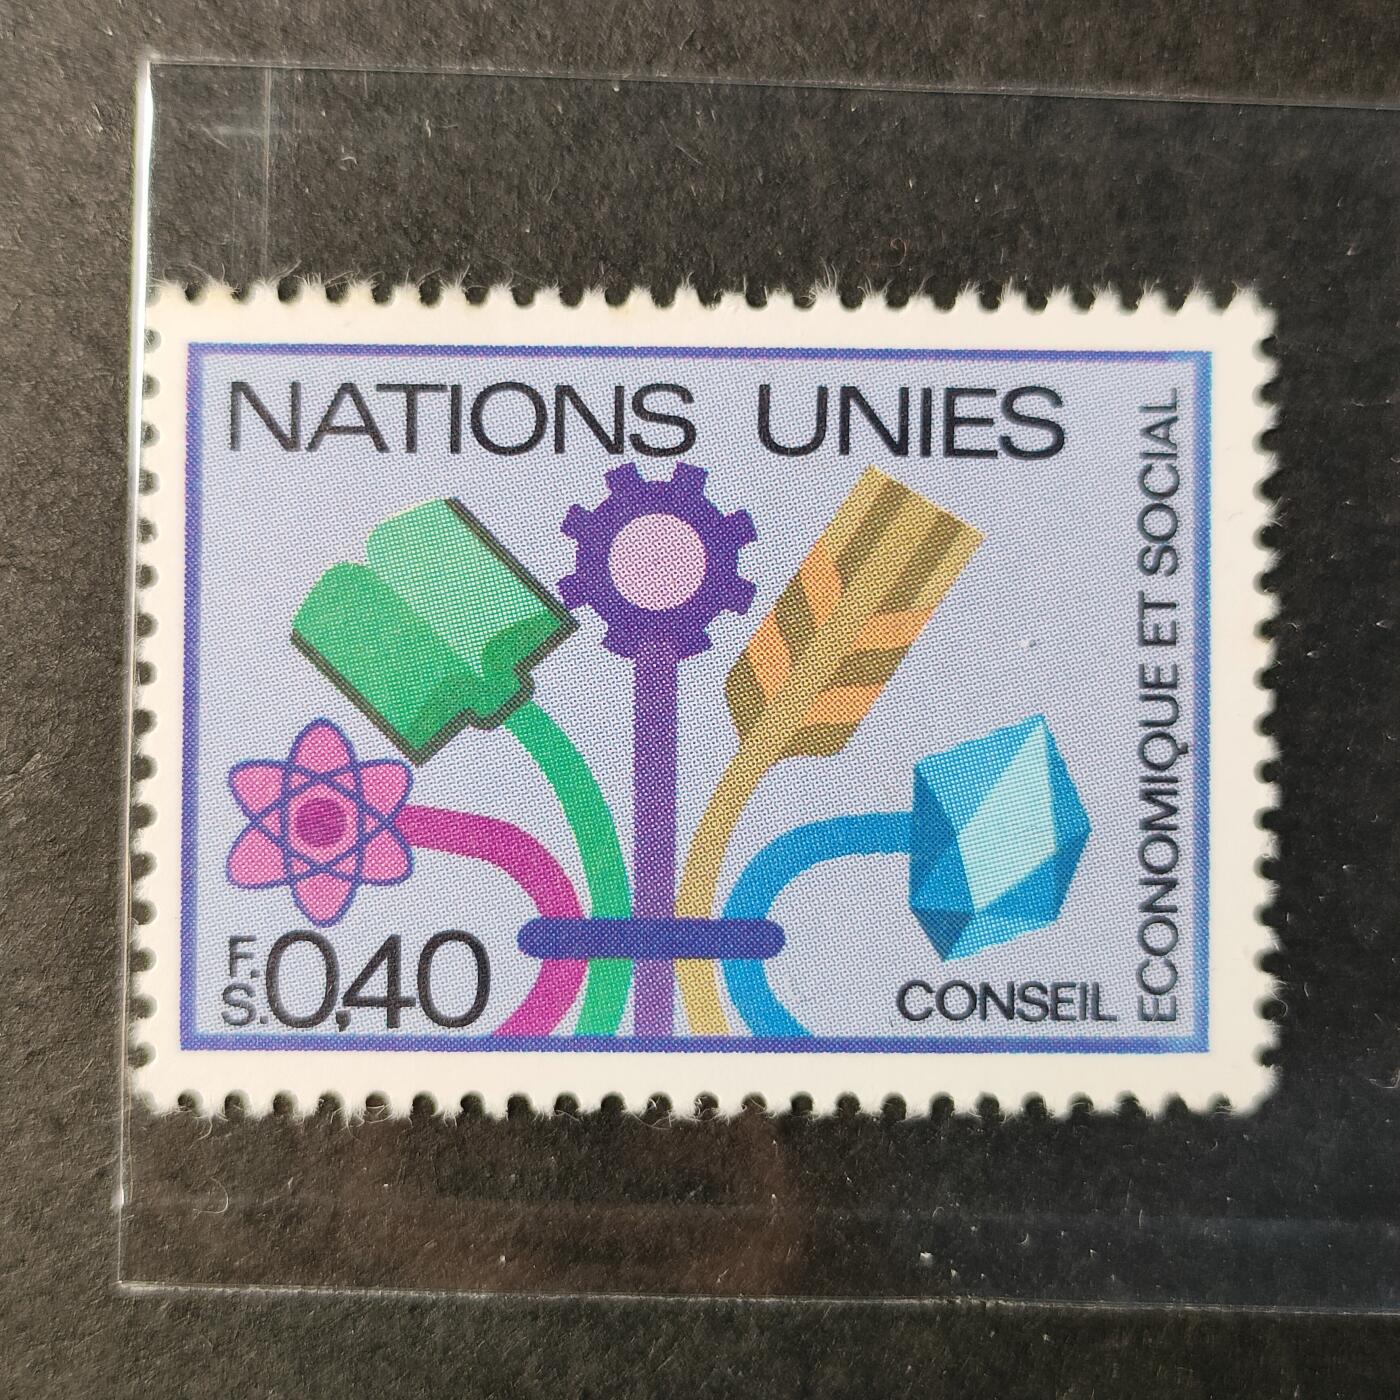 NATIONS UNIES
F.S. 0,40
CONSEIL
ECONOMIQUE ET SOCIAL